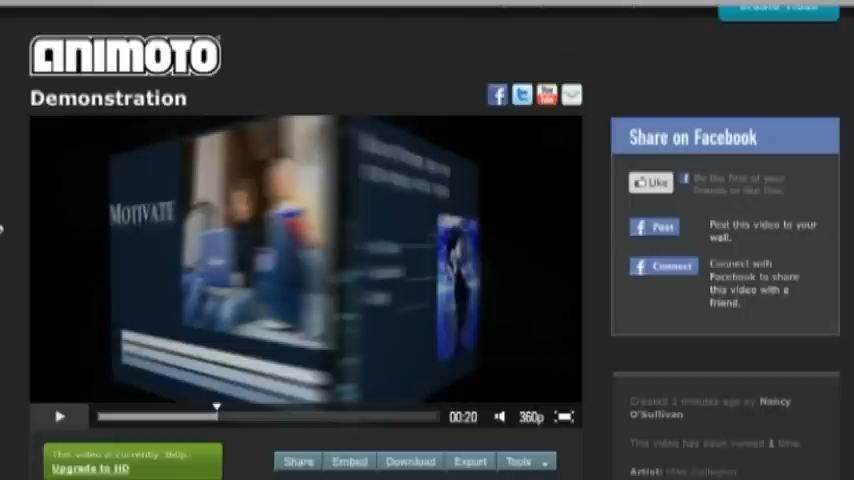 Create Video
ANIMOTO
Demonstration
Share on Facebook
Like
By the first of your
friends to like this.
MOTIVATE
Post
Post this video to your
wall.
Connect
Connect with
Facebook to share
this video with a
friend.
00:20
360p
Created 2 minutes ago by Nancy
O'Sullivan
This video has been viewed 1 time.
This video is currently 360p.
Upgrade to HD
Share
Embed
Download
Export
Tools
Artist: